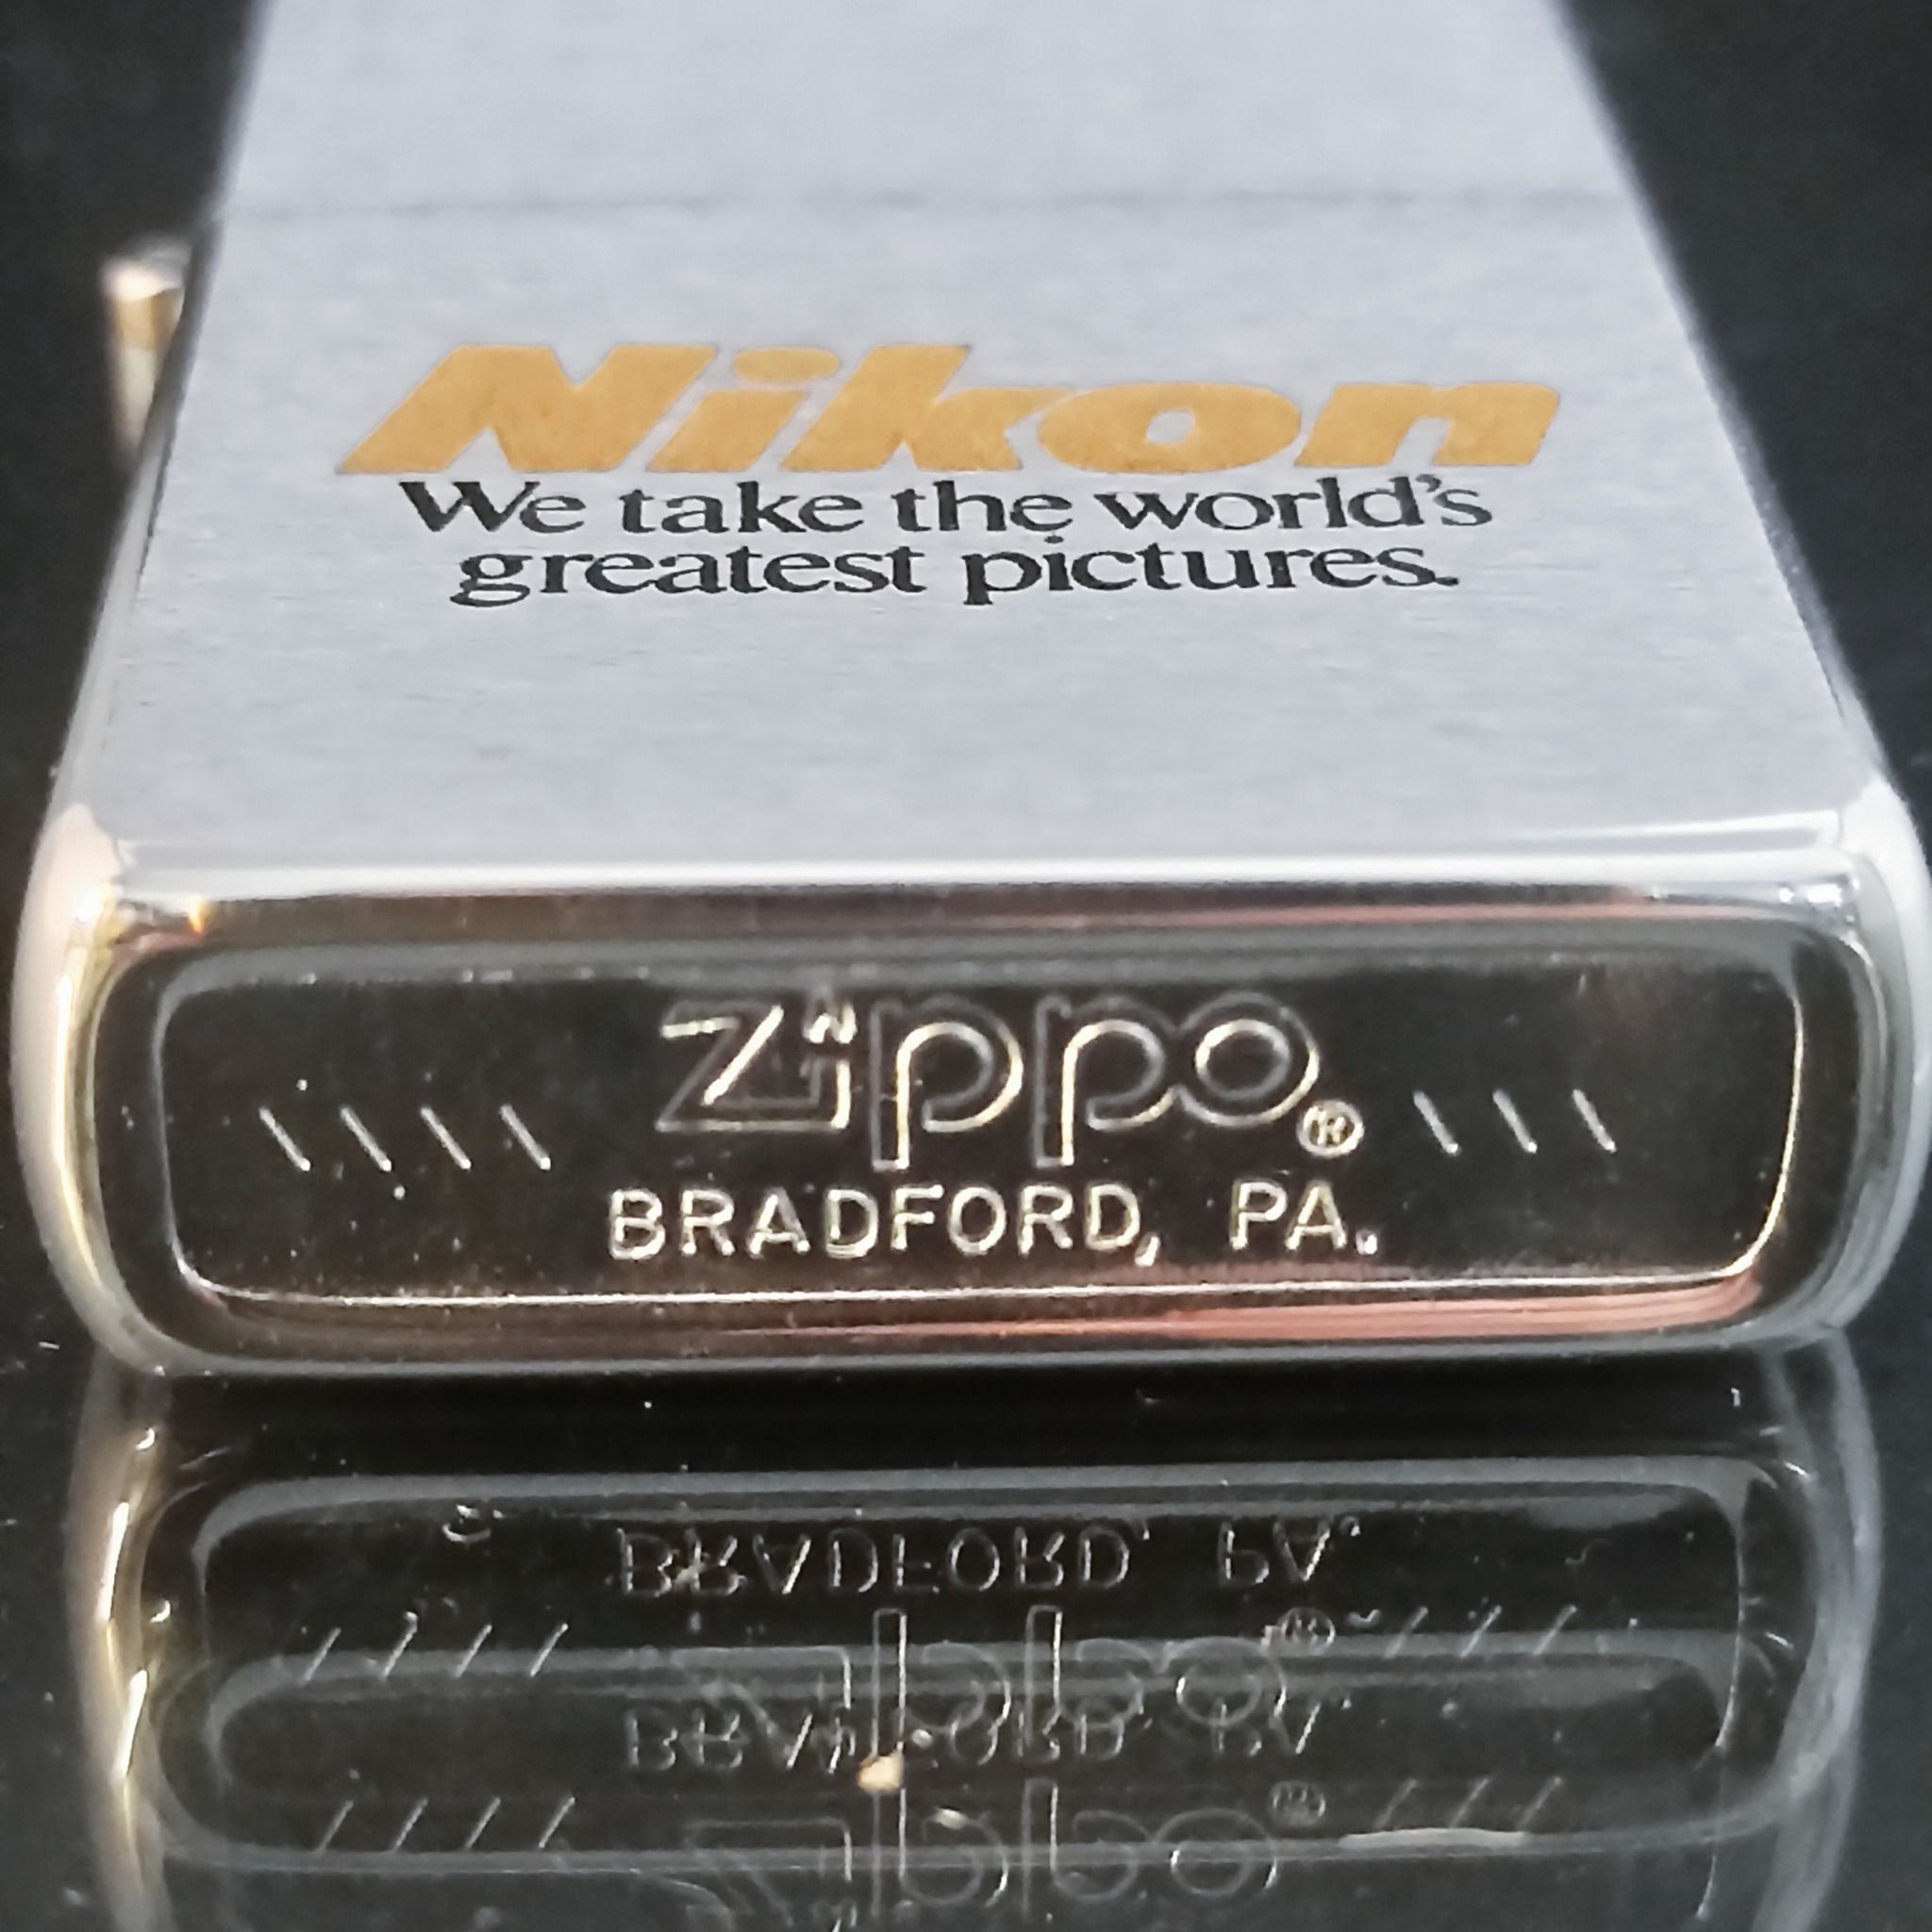 Nikon
We take the world's
greatest pictures.
\ \ \ \ Zippo® \ \ \
BRADFORD, PA.